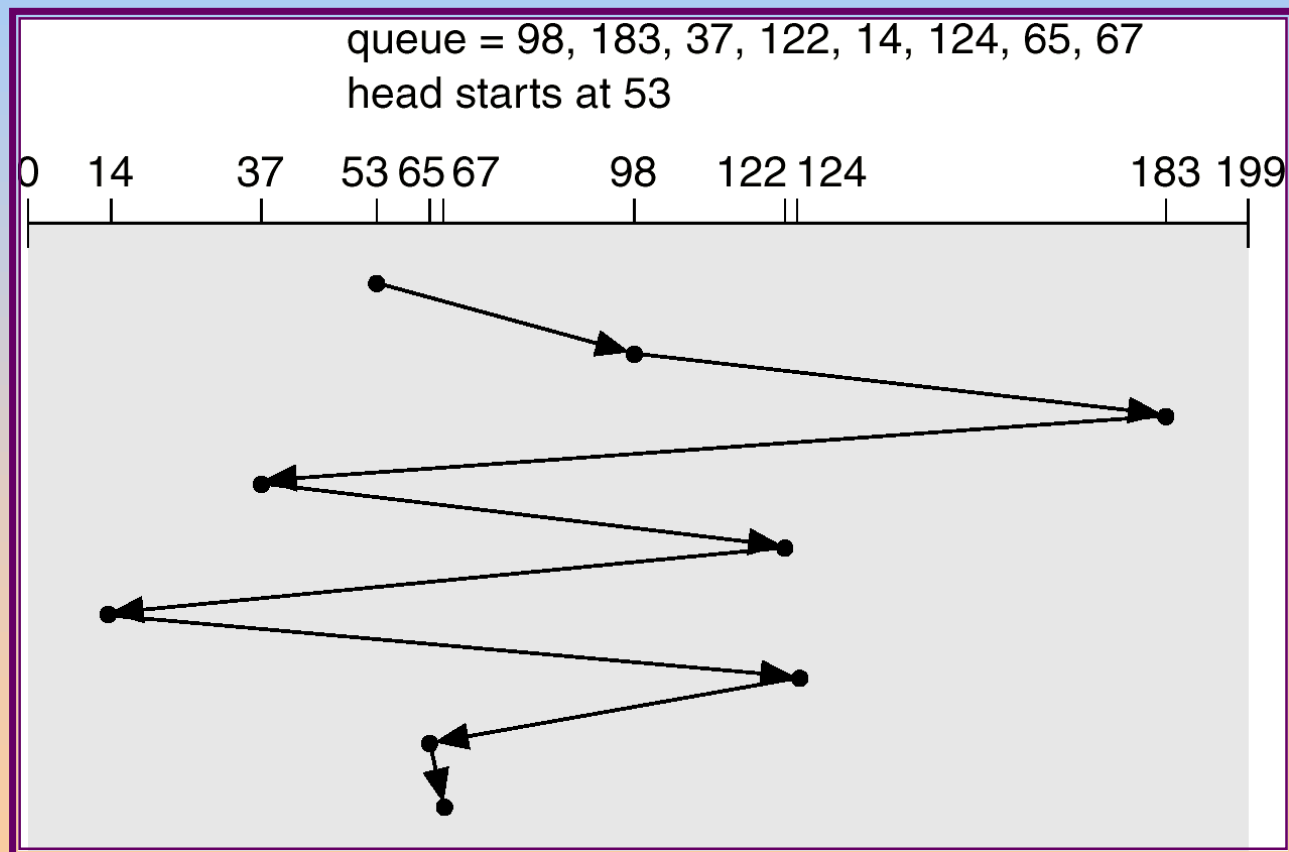 queue = 98, 183, 37, 122, 14, 124, 65, 67
head starts at 53
0 14 37 53 65 67 98 122 124 183 199